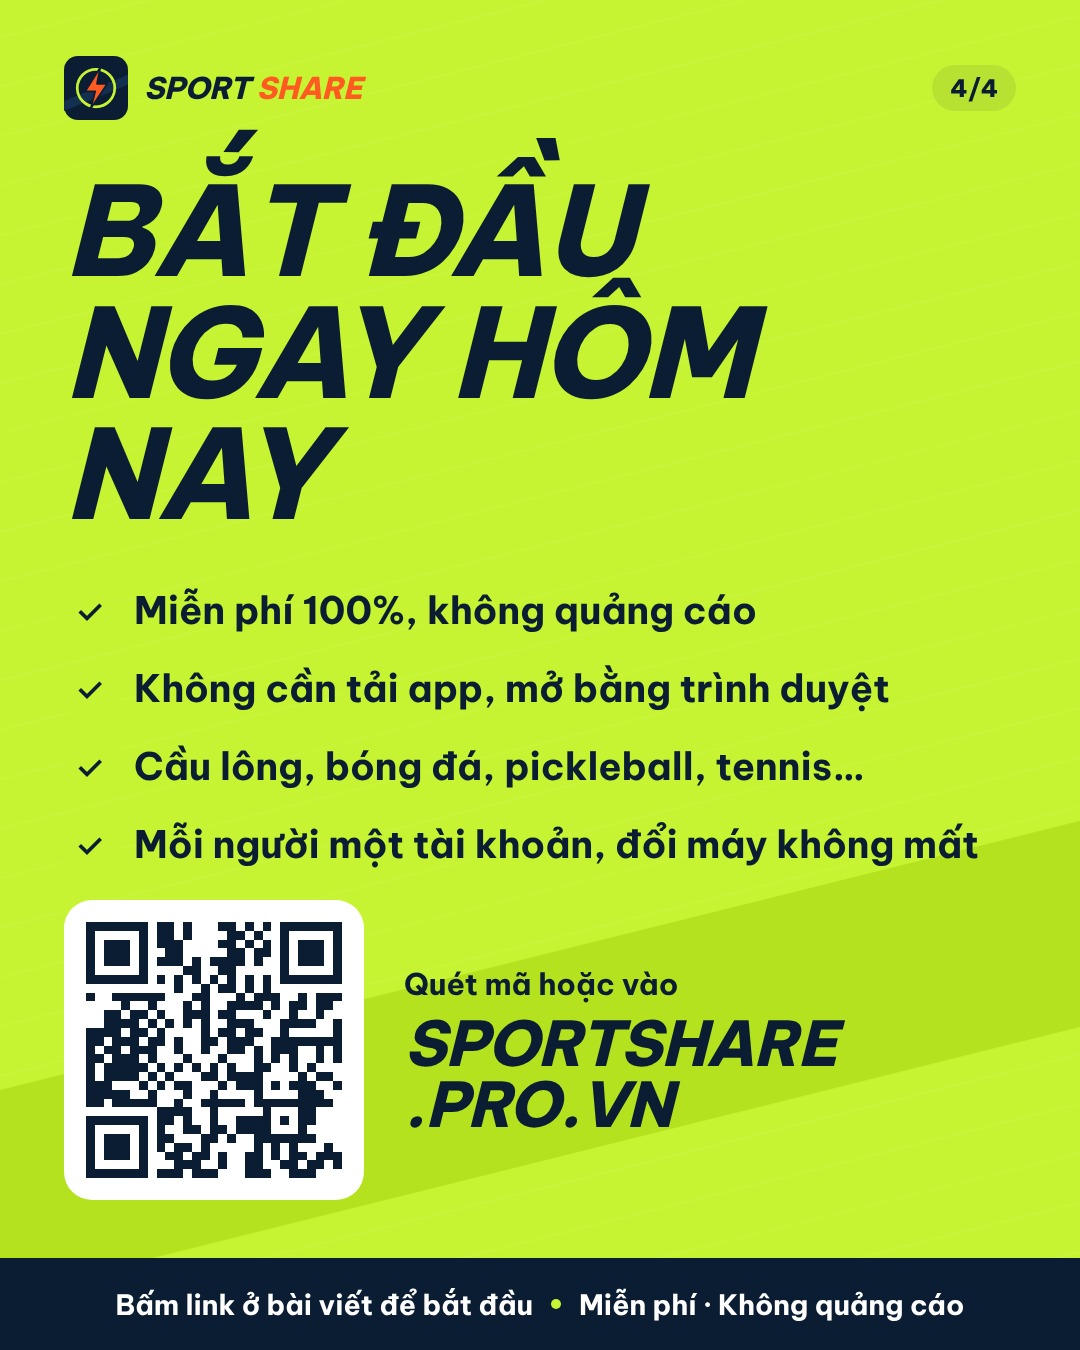 SPORT SHARE
4/4
BẮT ĐẦU
NGAY HÔM
NAY
Miễn phí 100%, không quảng cáo
Không cần tải app, mở bằng trình duyệt
Cầu lông, bóng đá, pickleball, tennis...
Mỗi người một tài khoản, đổi máy không mất
Quét mã hoặc vào
SPORTSHARE
.PRO.VN
Bấm link ở bài viết để bắt đầu • Miễn phí · Không quảng cáo